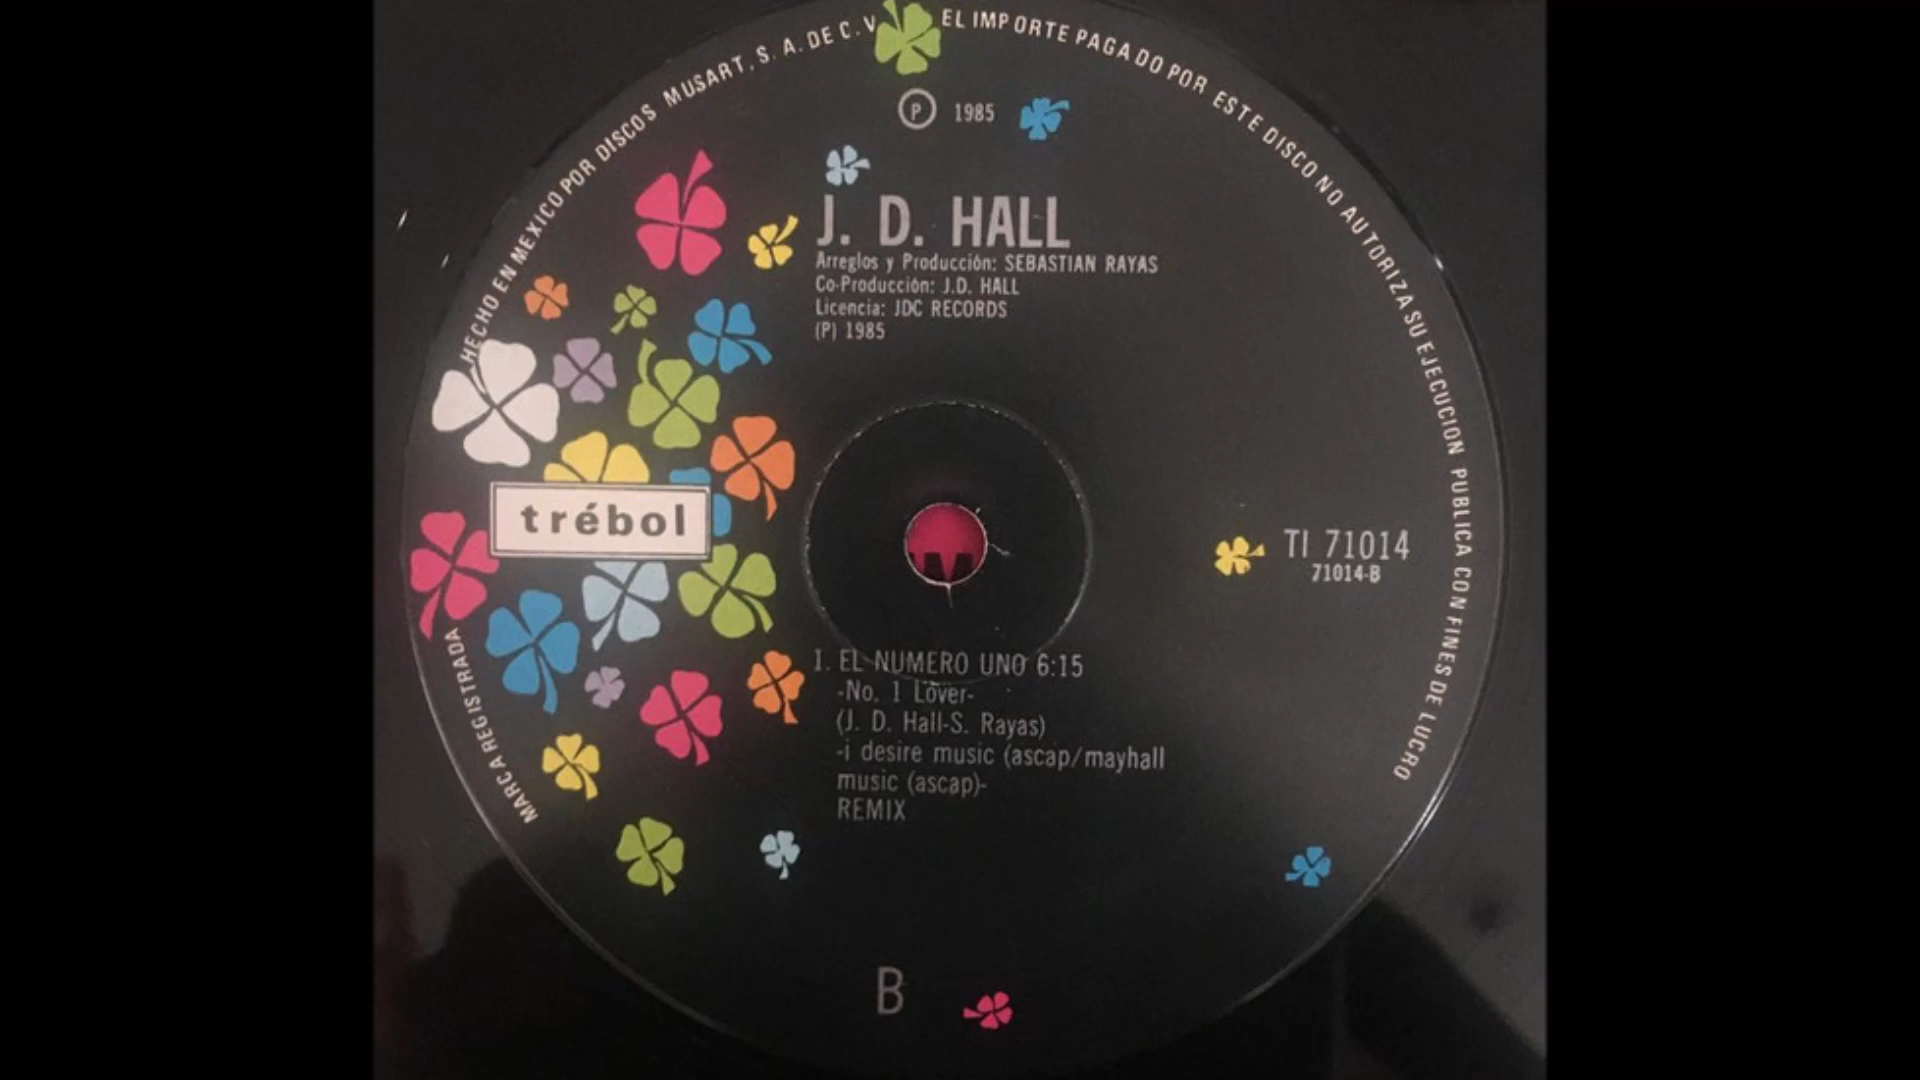 HECHO EN MEXICO POR DISCOS MUSART, S. A. DE C. V
EL IMPORTE PAGADO POR ESTE DISCO NO AUTORIZA SU EJECUCION PUBLICA CON FINES DE LUCRO
P 1985
J. D. HALL
Arreglos y Producción: SEBASTIAN RAYAS
Co-Producción: J.D. HALL
Licencia: JDC RECORDS
(P) 1985
trébol
TI 71014
71014-B
MARCA REGISTRADA
1. EL NUMERO UNO 6:15
-No. 1 Lover-
(J. D. Hall-S. Rayas)
-i desire music (ascap/mayhall
music (ascap)-
REMIX
B